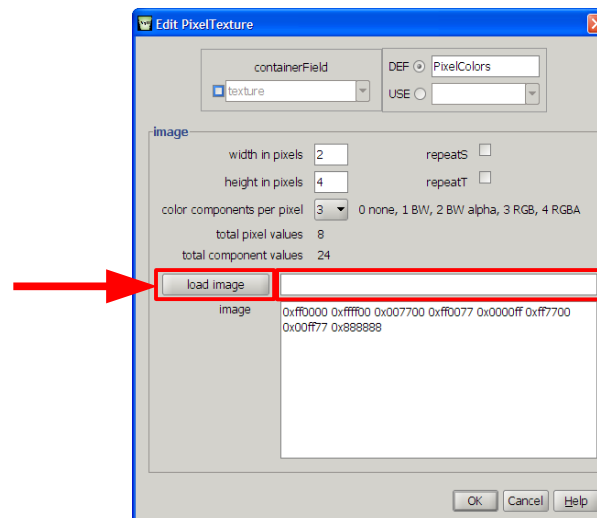 Edit PixelTexture
containerField
texture
DEF PixelColors
USE
image
width in pixels 2 repeatS
height in pixels 4 repeatT
color components per pixel 3 0 none, 1 BW, 2 BW alpha, 3 RGB, 4 RGBA
total pixel values 8
total component values 24
load image
image 0xff0000 0xffff00 0x007700 0xff0077 0x0000ff 0xff7700
0x00ff77 0x888888
OK Cancel Help